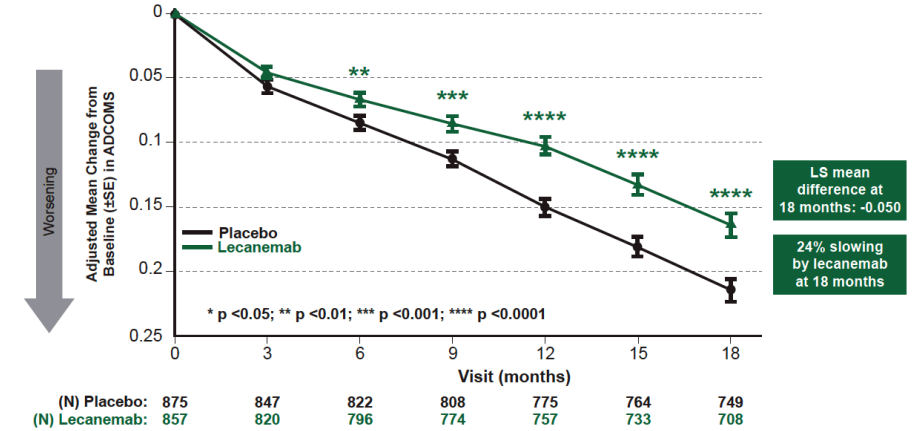 0
0.05
0.1
0.15
0.2
0.25
Worsening
Adjusted Mean Change from
Baseline (±SE) in ADCOMS
**
***
****
****
****
Placebo
Lecanemab
* p <0.05; ** p <0.01; *** p <0.001; **** p <0.0001
LS mean
difference at
18 months: -0.050
24% slowing
by lecanemab
at 18 months
0 3 6 9 12 15 18
Visit (months)
(N) Placebo: 875 847 822 808 775 764 749
(N) Lecanemab: 857 820 796 774 757 733 708